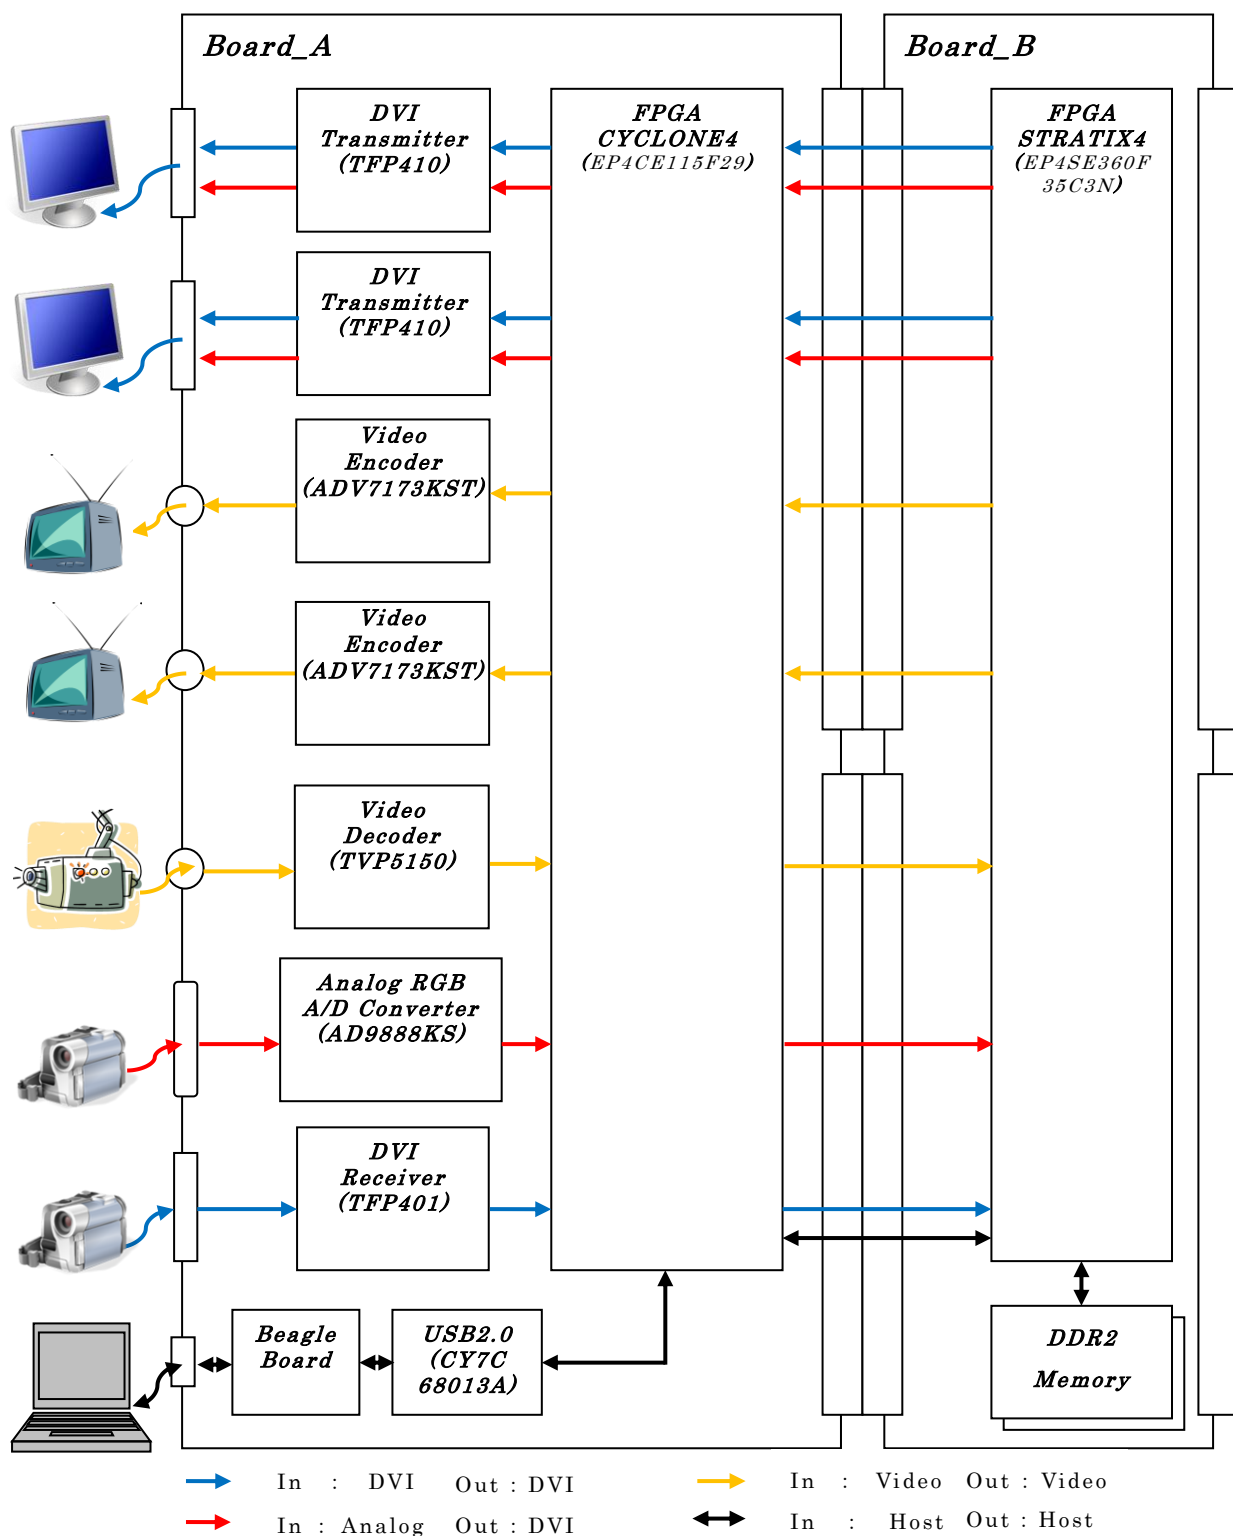 Board_A
Board_B
DVI
Transmitter
(TFP410)
FPGA
CYCLONE4
(EP4CE115F29)
FPGA
STRATIX4
(EP4SE360F
35C3N)
DVI
Transmitter
(TFP410)
Video
Encoder
(ADV7173KST)
Video
Encoder
(ADV7173KST)
Video
Decoder
(TVP5150)
Analog RGB
A/D Converter
(AD9888KS)
DVI
Receiver
(TFP401)
Beagle
Board
USB2.0
(CY7C
68013A)
DDR2
Memory
In : DVI Out : DVI
In : Video Out : Video
In : Analog Out : DVI
In : Host Out : Host